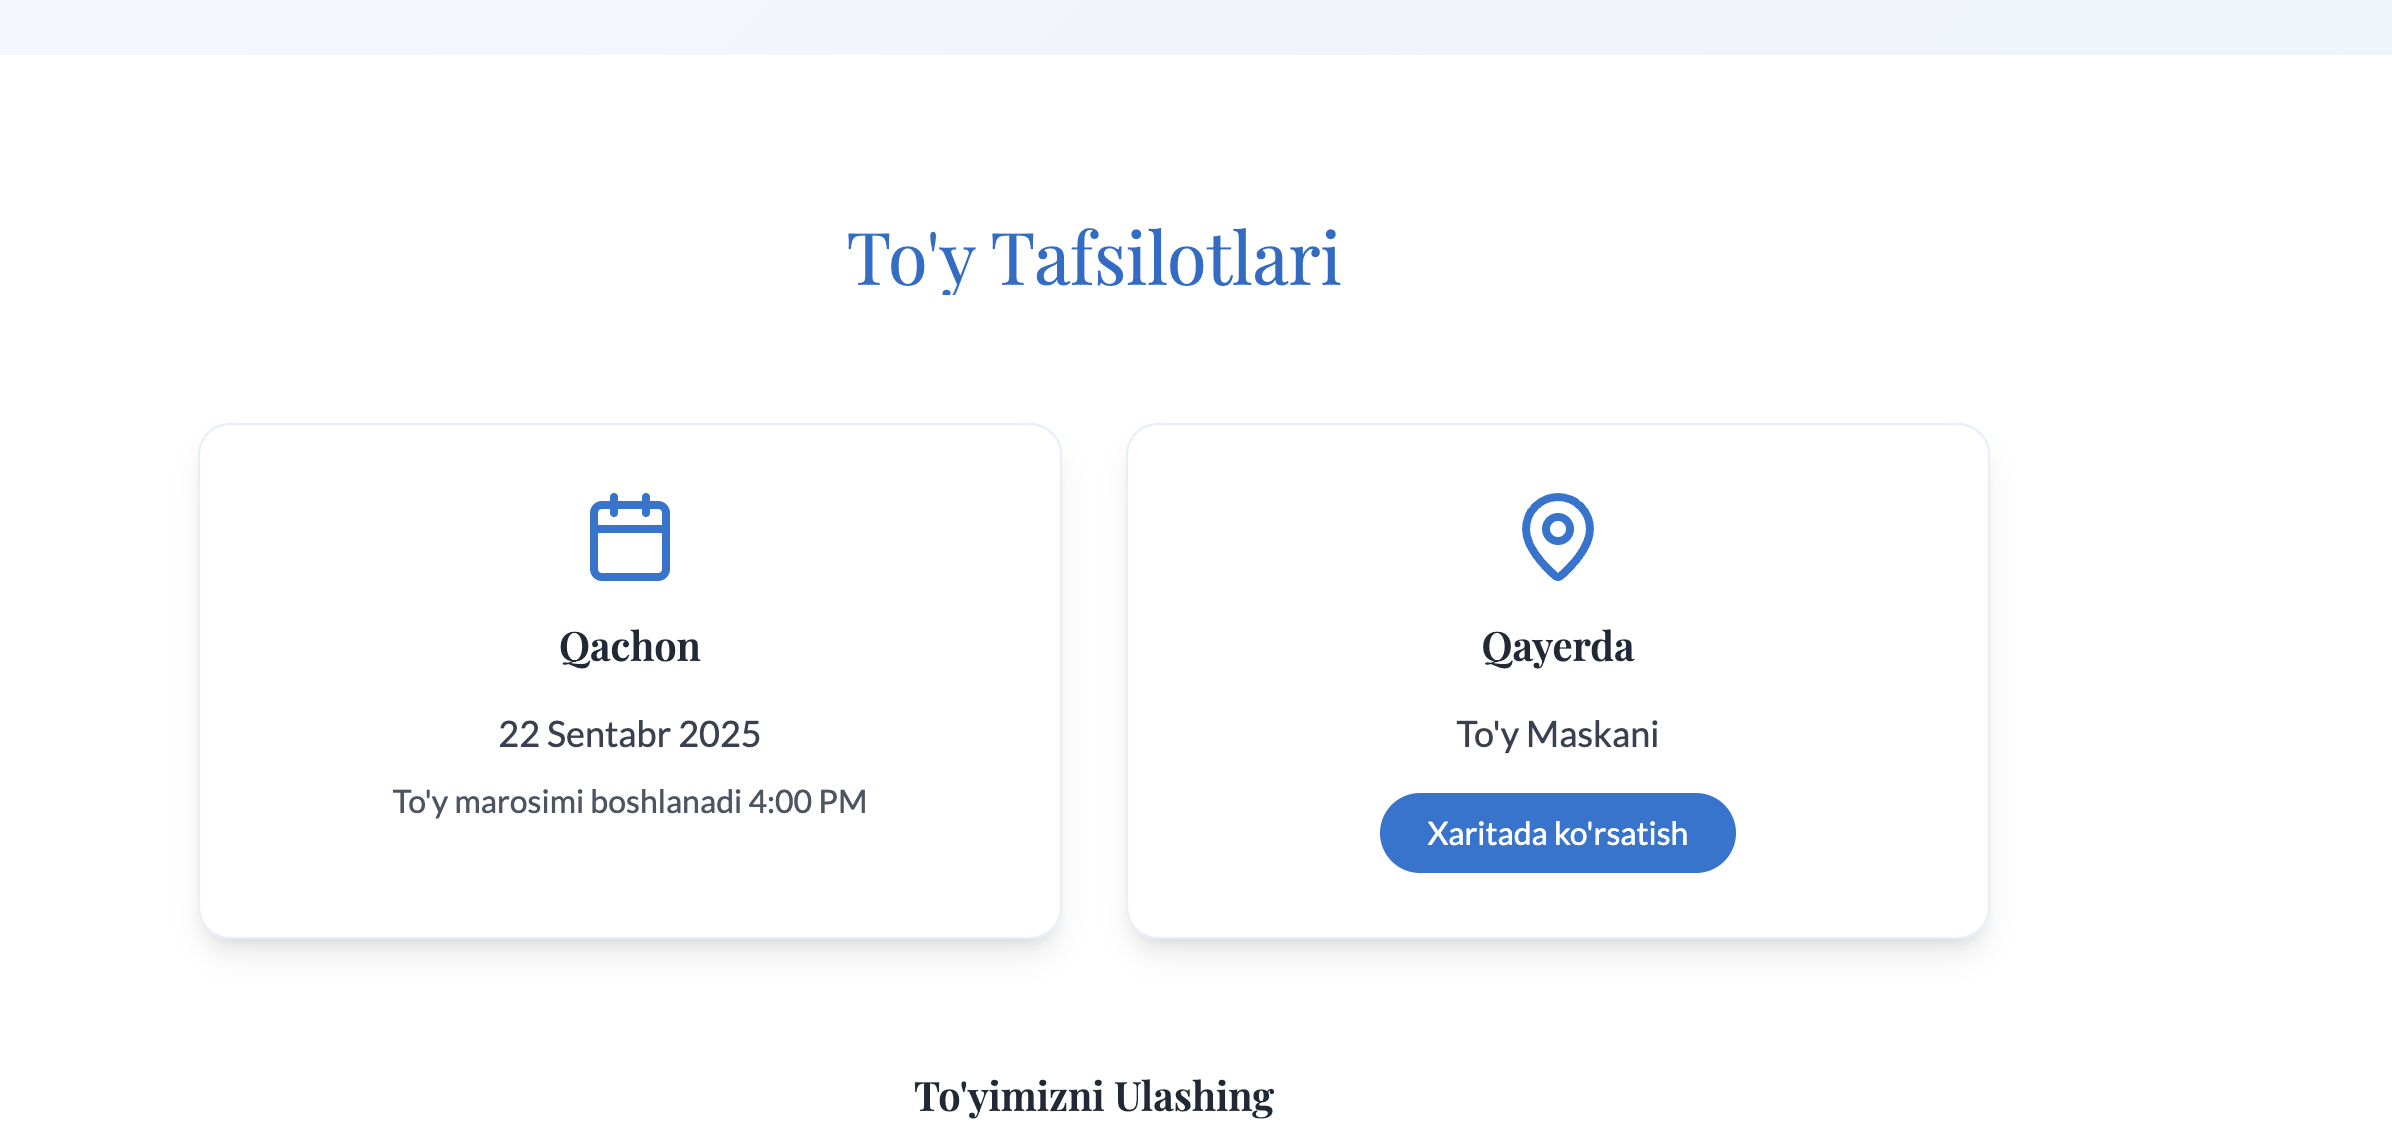 To'y Tafsilotlari
Qachon
22 Sentabr 2025
To'y marosimi boshlanadi 4:00 PM
Qayerda
To'y Maskani
Xaritada ko'rsatish
To'yimizni Ulashing